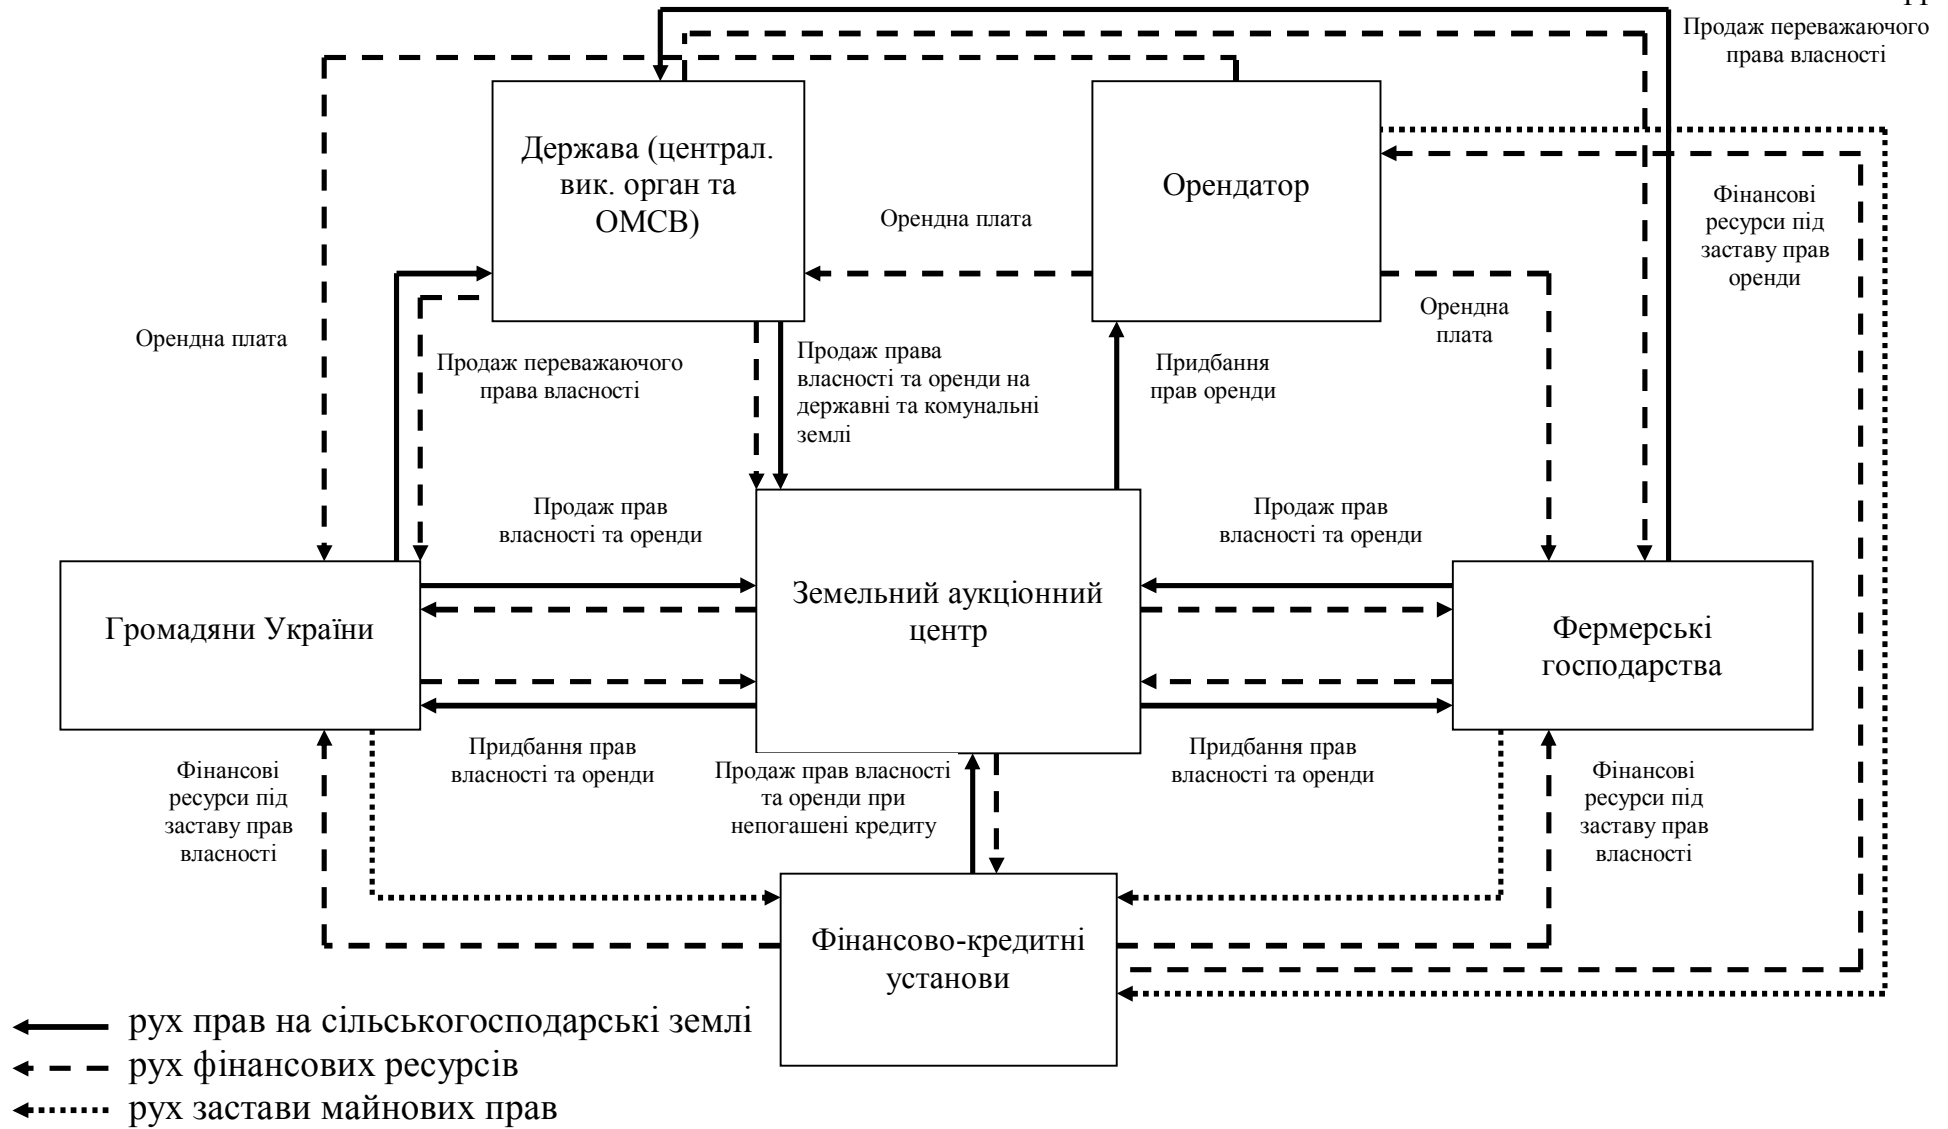 Продаж переважаючого
права власності
Держава (централ.
вик. орган та
ОМСВ)
Орендатор
Орендна плата
Фінансові
ресурси під
заставу прав
оренди
Орендна
плата
Орендна плата
Продаж переважаючого
права власності
Продаж права
власності та оренди на
державні та комунальні
землі
Придбання
прав оренди
Продаж прав
власності та оренди
Продаж прав
власності та оренди
Громадяни України
Земельний аукціонний
центр
Фермерські
господарства
Придбання прав
власності та оренди
Придбання прав
власності та оренди
Фінансові
ресурси під
заставу прав
власності
Продаж прав власності
та оренди при
непогашені кредиту
Фінансові
ресурси під
заставу прав
власності
Фінансово-кредитні
установи
рух прав на сільськогосподарські землі
рух фінансових ресурсів
рух застави майнових прав